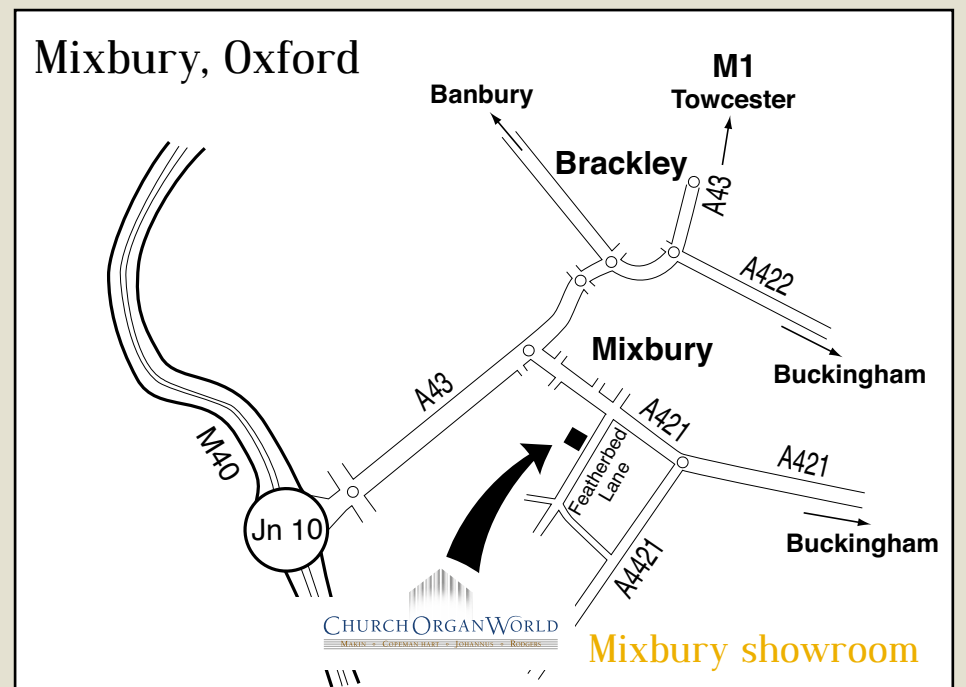 Mixbury, Oxford
M1
Towcester
Banbury
Brackley
A43
A422
Mixbury
Buckingham
A43
A421
M40
Featherbed
Lane
A421
Jn 10
Buckingham
A4421
CHURCH ORGAN WORLD
MAKIN + COPEMAN HART + JOHANNUS + RODGERS
Mixbury showroom